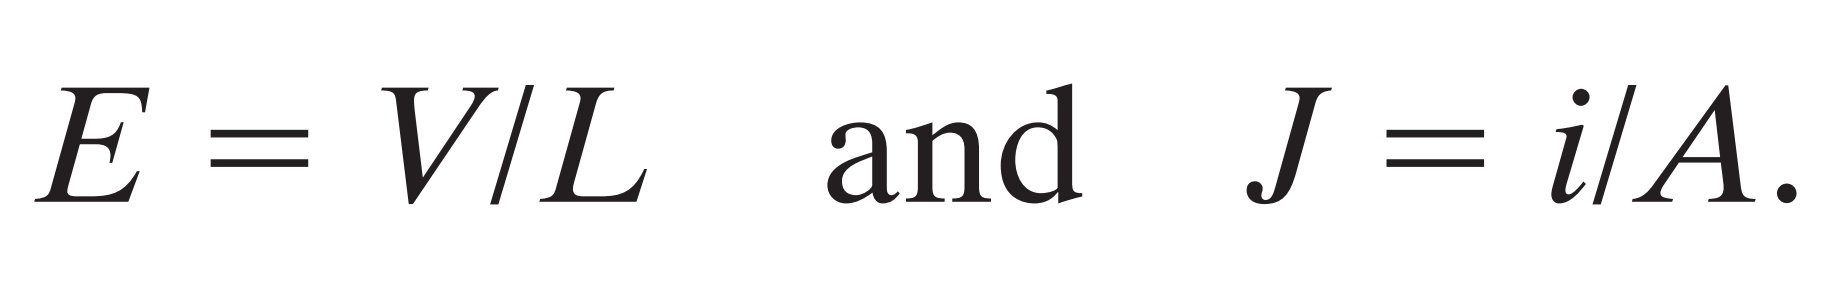 E = V/L and J = i/A.